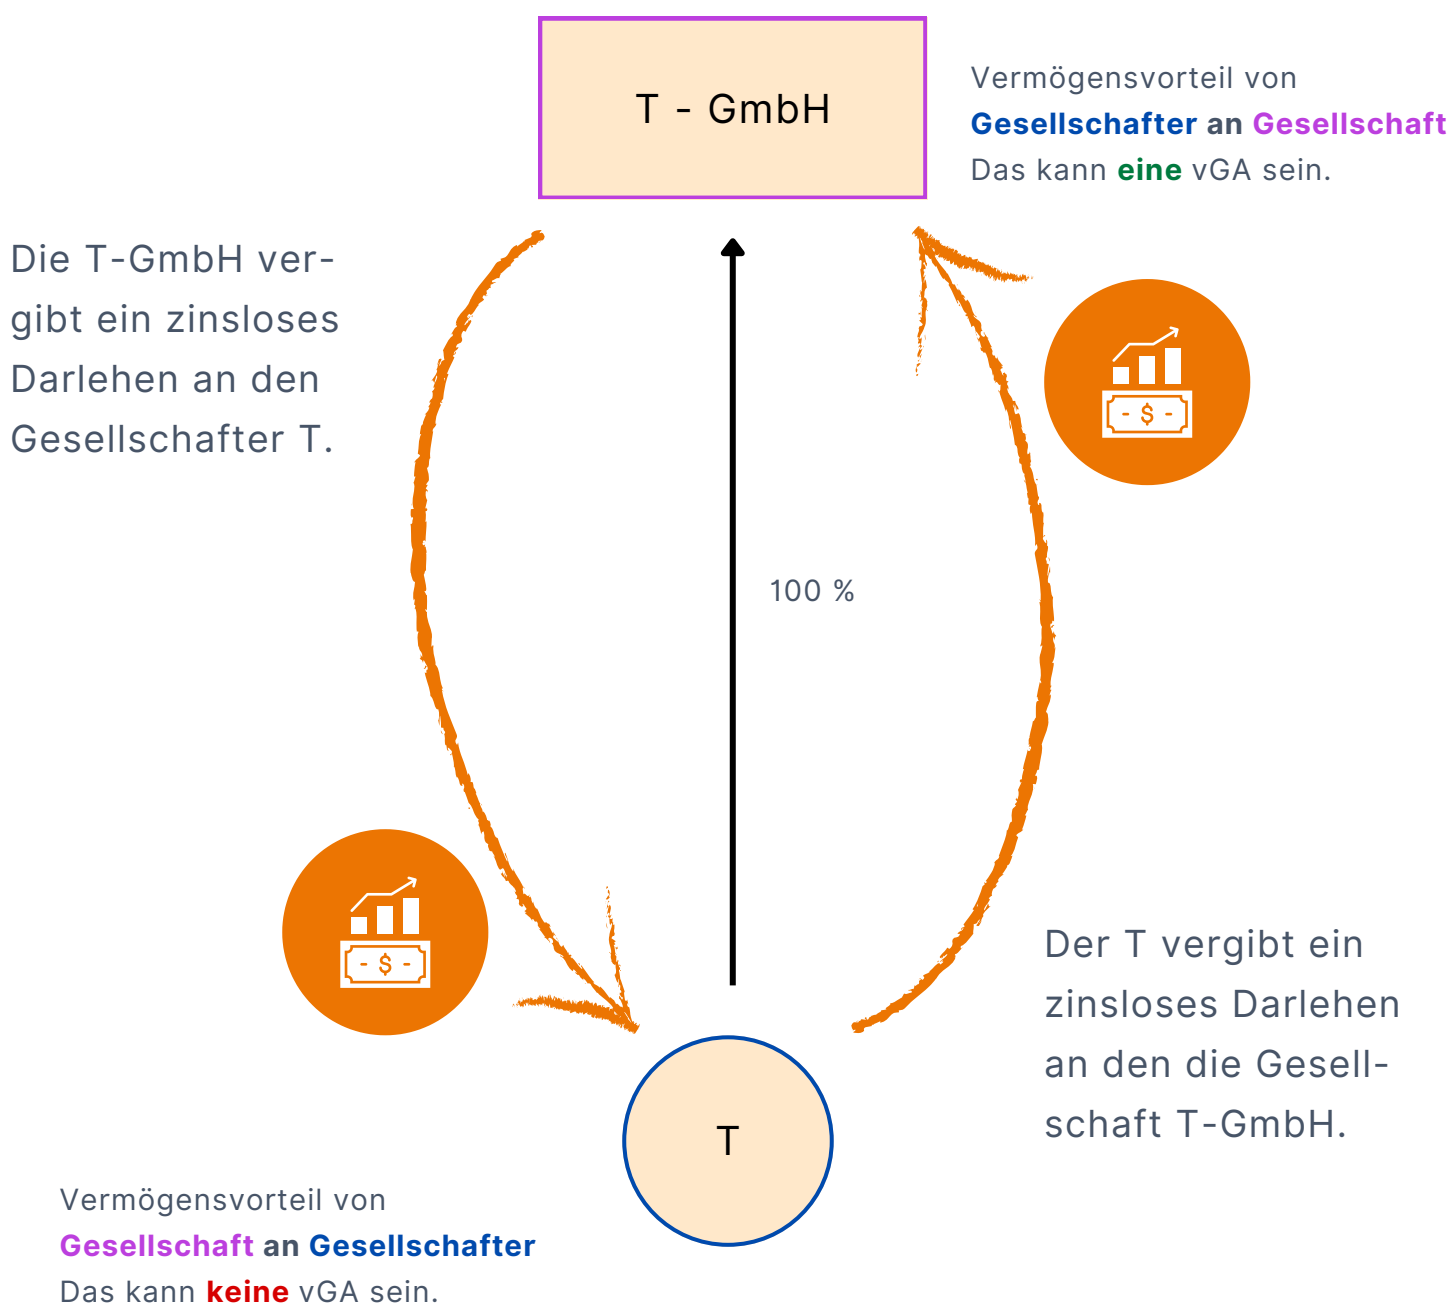 T - GmbH
Vermögensvorteil von
Gesellschafter an Gesellschaft
Das kann eine vGA sein.
Die T-GmbH ver-
gibt ein zinsloses
Darlehen an den
Gesellschafter T.
- $ -
100 %
- $ -
Der T vergibt ein
zinsloses Darlehen
an den die Gesell-
schaft T-GmbH.
T
Vermögensvorteil von
Gesellschaft an Gesellschafter
Das kann keine vGA sein.